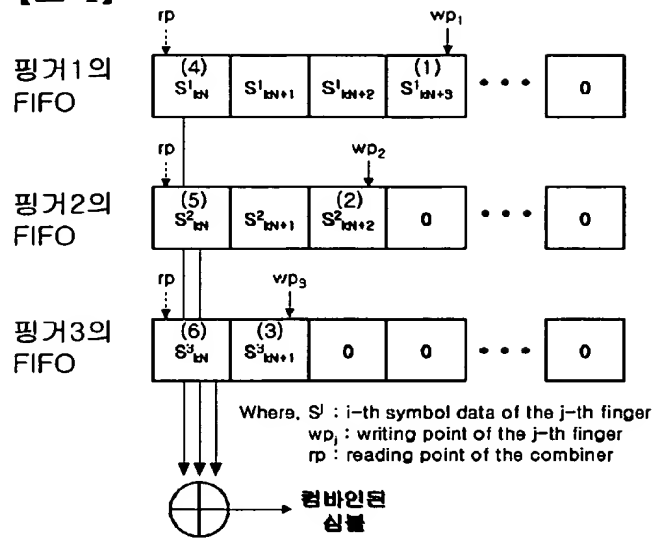 rp
wp₁
핑거1의
FIFO
(4)
S¹kN
S¹kN+1
S¹kN+2
(1)
S¹kN+3
• • •
0
rp
wp₂
핑거2의
FIFO
(5)
S²kN
S²kN+1
(2)
S²kN+2
0
• • •
0
rp
wp₃
핑거3의
FIFO
(6)
S³kN
(3)
S³kN+1
0
0
• • •
0
Where, Sʲ : i-th symbol data of the j-th finger
wpⱼ : writing point of the j-th finger
rp : reading point of the combiner
컴바인된
심볼